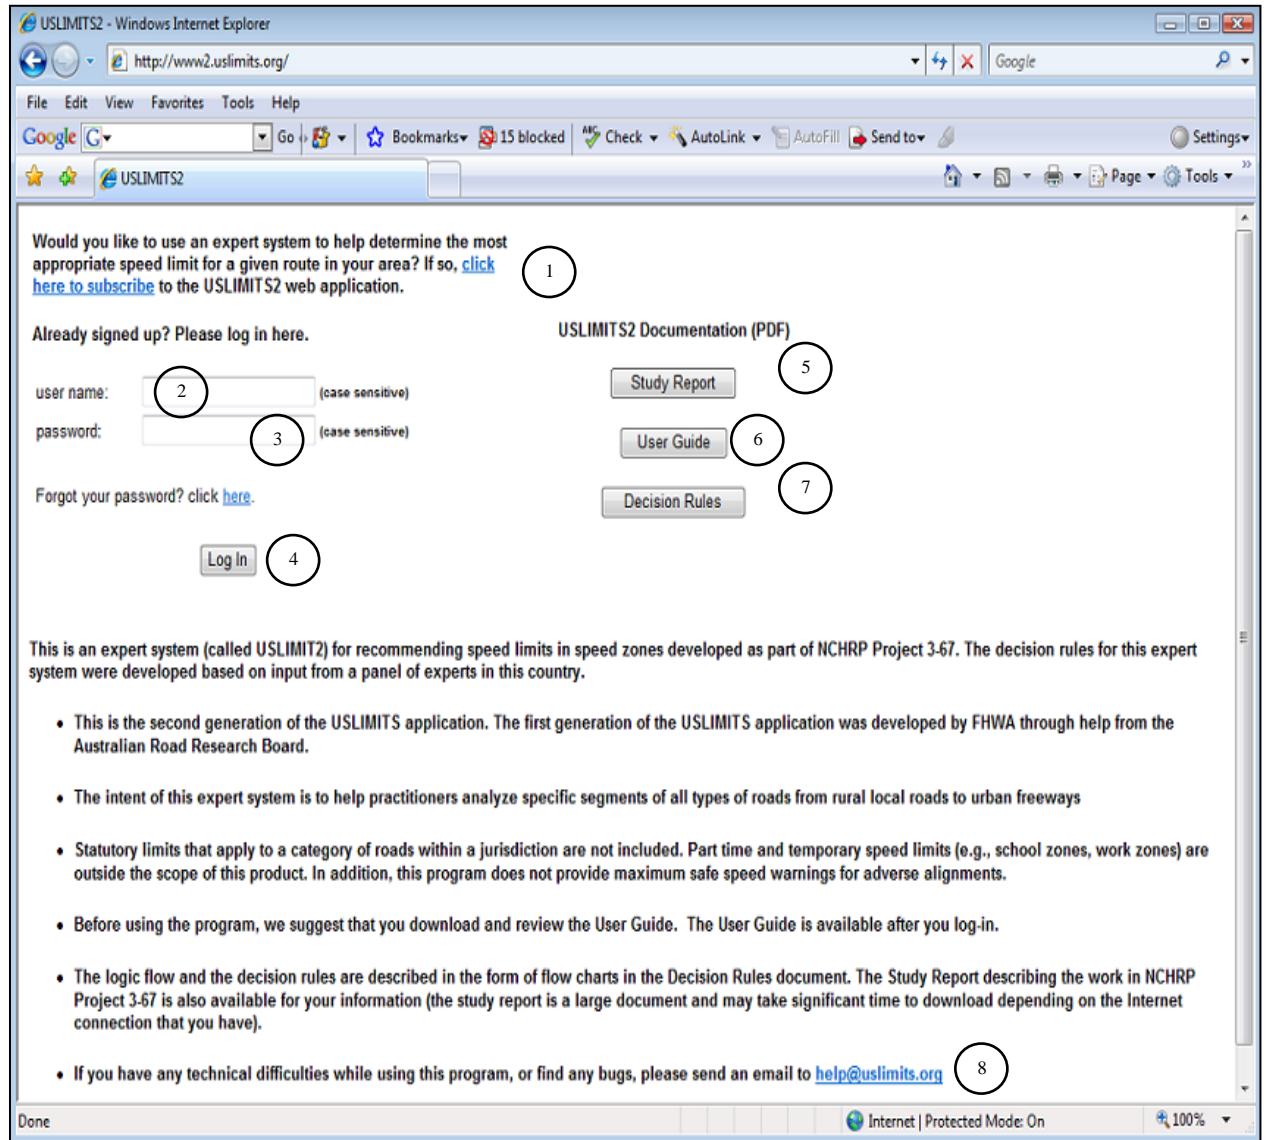 USLIMITS2 - Windows Internet Explorer
http://www2.uslimits.org/
Google
File Edit View Favorites Tools Help
Google G Go Bookmarks 15 blocked ABC Check AutoLink AutoFill Send to Settings
USLIMITS2
Page Tools »
Would you like to use an expert system to help determine the most
appropriate speed limit for a given route in your area? If so, click
here to subscribe to the USLIMITS2 web application.
1
Already signed up? Please log in here.
USLIMITS2 Documentation (PDF)
user name: 2 (case sensitive)
Study Report 5
password: 3 (case sensitive)
User Guide 6
Forgot your password? click here.
Decision Rules 7
Log In 4
This is an expert system (called USLIMIT2) for recommending speed limits in speed zones developed as part of NCHRP Project 3-67. The decision rules for this expert
system were developed based on input from a panel of experts in this country.
• This is the second generation of the USLIMITS application. The first generation of the USLIMITS application was developed by FHWA through help from the
Australian Road Research Board.
• The intent of this expert system is to help practitioners analyze specific segments of all types of roads from rural local roads to urban freeways
• Statutory limits that apply to a category of roads within a jurisdiction are not included. Part time and temporary speed limits (e.g., school zones, work zones) are
outside the scope of this product. In addition, this program does not provide maximum safe speed warnings for adverse alignments.
• Before using the program, we suggest that you download and review the User Guide. The User Guide is available after you log-in.
• The logic flow and the decision rules are described in the form of flow charts in the Decision Rules document. The Study Report describing the work in NCHRP
Project 3-67 is also available for your information (the study report is a large document and may take significant time to download depending on the Internet
connection that you have).
• If you have any technical difficulties while using this program, or find any bugs, please send an email to help@uslimits.org 8
Done Internet | Protected Mode: On 100%